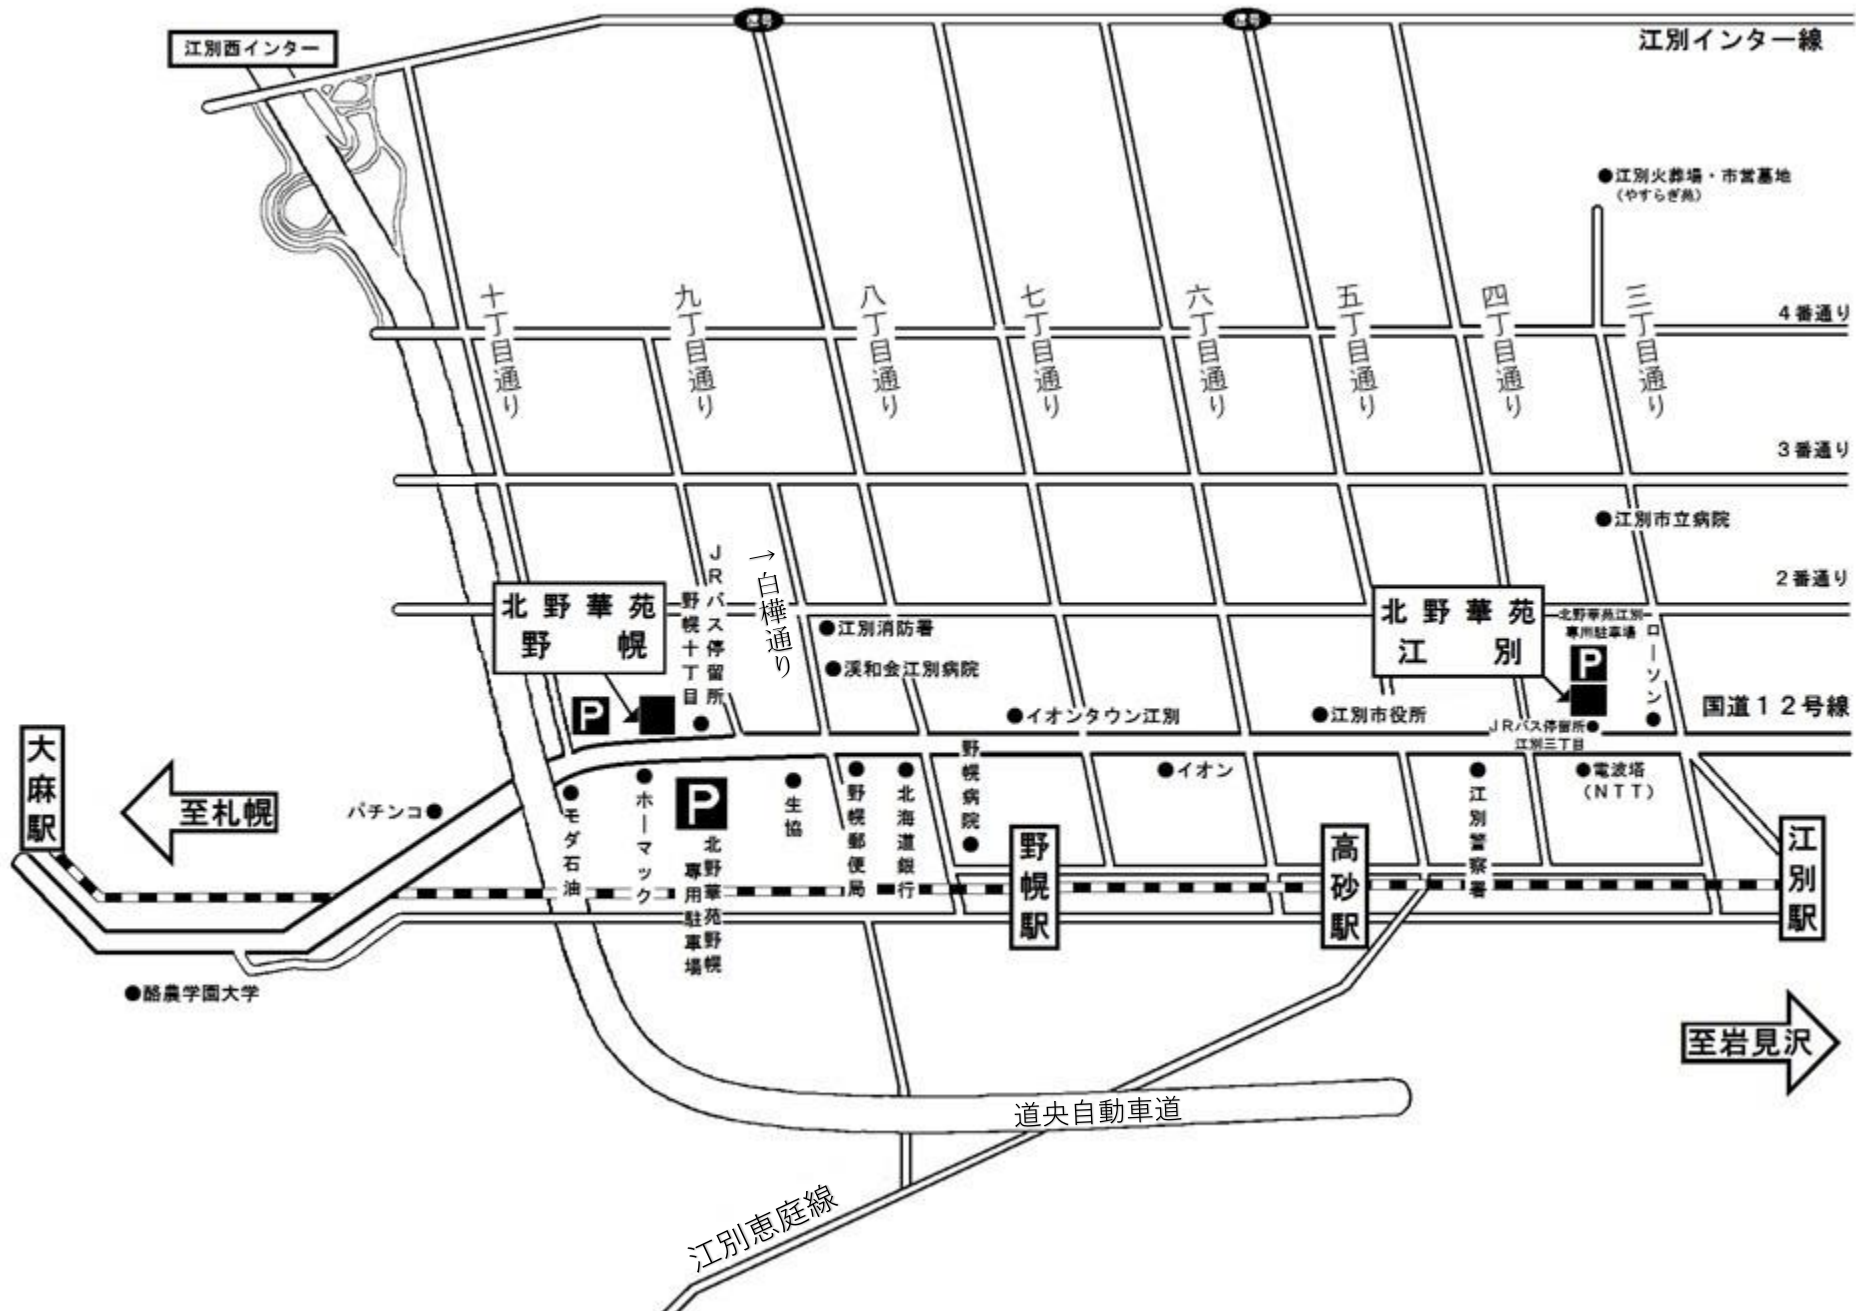 江別西インター
信号
信号
江別インター線
●江別火葬場・市営墓地
（やすらぎ苑）
十丁目通り
九丁目通り
八丁目通り
七丁目通り
六丁目通り
五丁目通り
四丁目通り
三丁目通り
4番通り
3番通り
●江別市立病院
2番通り
北野華苑
野幌
JRバス停留所
野幌十丁目
→白樺通り
●江別消防署
●渓和会江別病院
北野華苑
江別
北野華苑江別
専用駐車場
P
ローソン
P
●イオンタウン江別
●江別市役所
JRバス停留所●
江別三丁目
国道12号線
大麻駅
至札幌
パチンコ●
モダ石油
ホーマック
P
北野華苑野幌
専用駐車場
生協
野幌郵便局
北海道銀行
野幌病院
●イオン
江別警察署
●電波塔
（NTT）
野幌駅
高砂駅
江別駅
●酪農学園大学
至岩見沢
道央自動車道
江別恵庭線